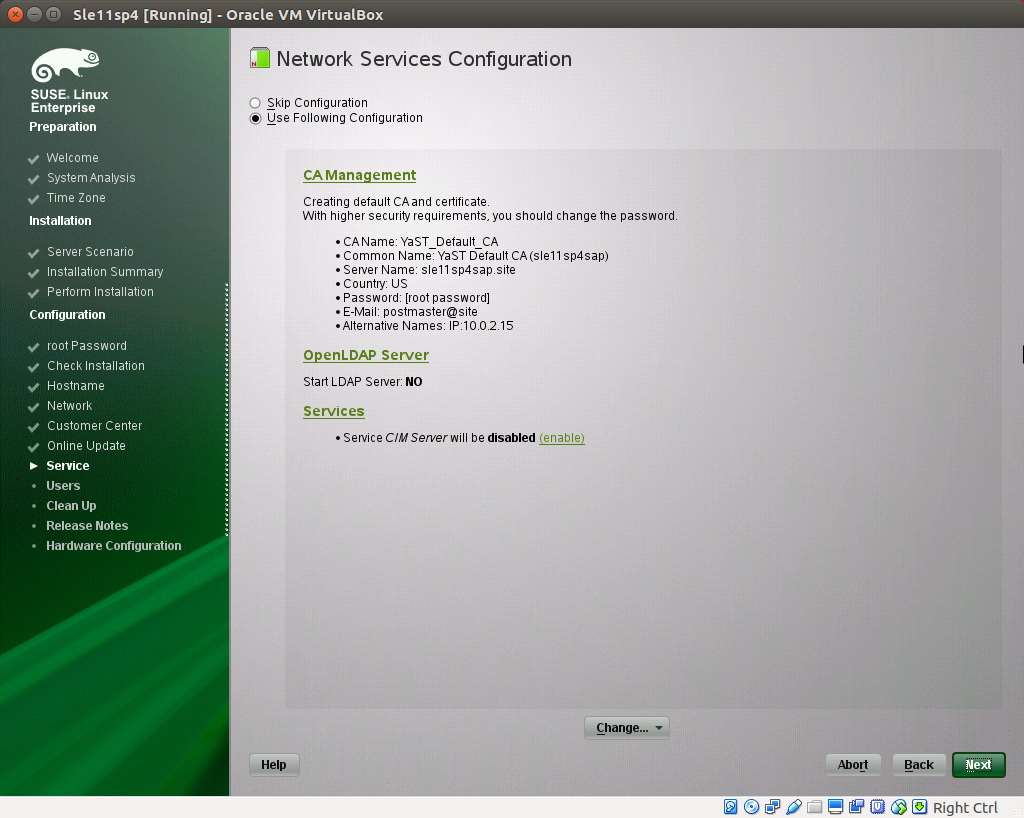 Sle11sp4 [Running] - Oracle VM VirtualBox
SUSE. Linux
Enterprise
Preparation
Welcome
System Analysis
Time Zone
Installation
Server Scenario
Installation Summary
Perform Installation
Configuration
root Password
Check Installation
Hostname
Network
Customer Center
Online Update
Service
Users
Clean Up
Release Notes
Hardware Configuration
Network Services Configuration
Skip Configuration
Use Following Configuration
CA Management
Creating default CA and certificate.
With higher security requirements, you should change the password.
• CA Name: YaST_Default_CA
• Common Name: YaST Default CA (sle11sp4sap)
• Server Name: sle11sp4sap.site
• Country: US
• Password: [root password]
• E-Mail: postmaster@site
• Alternative Names: IP:10.0.2.15
OpenLDAP Server
Start LDAP Server: NO
Services
• Service CIM Server will be disabled (enable)
Change...
Help
Abort
Back
Next
Right Ctrl